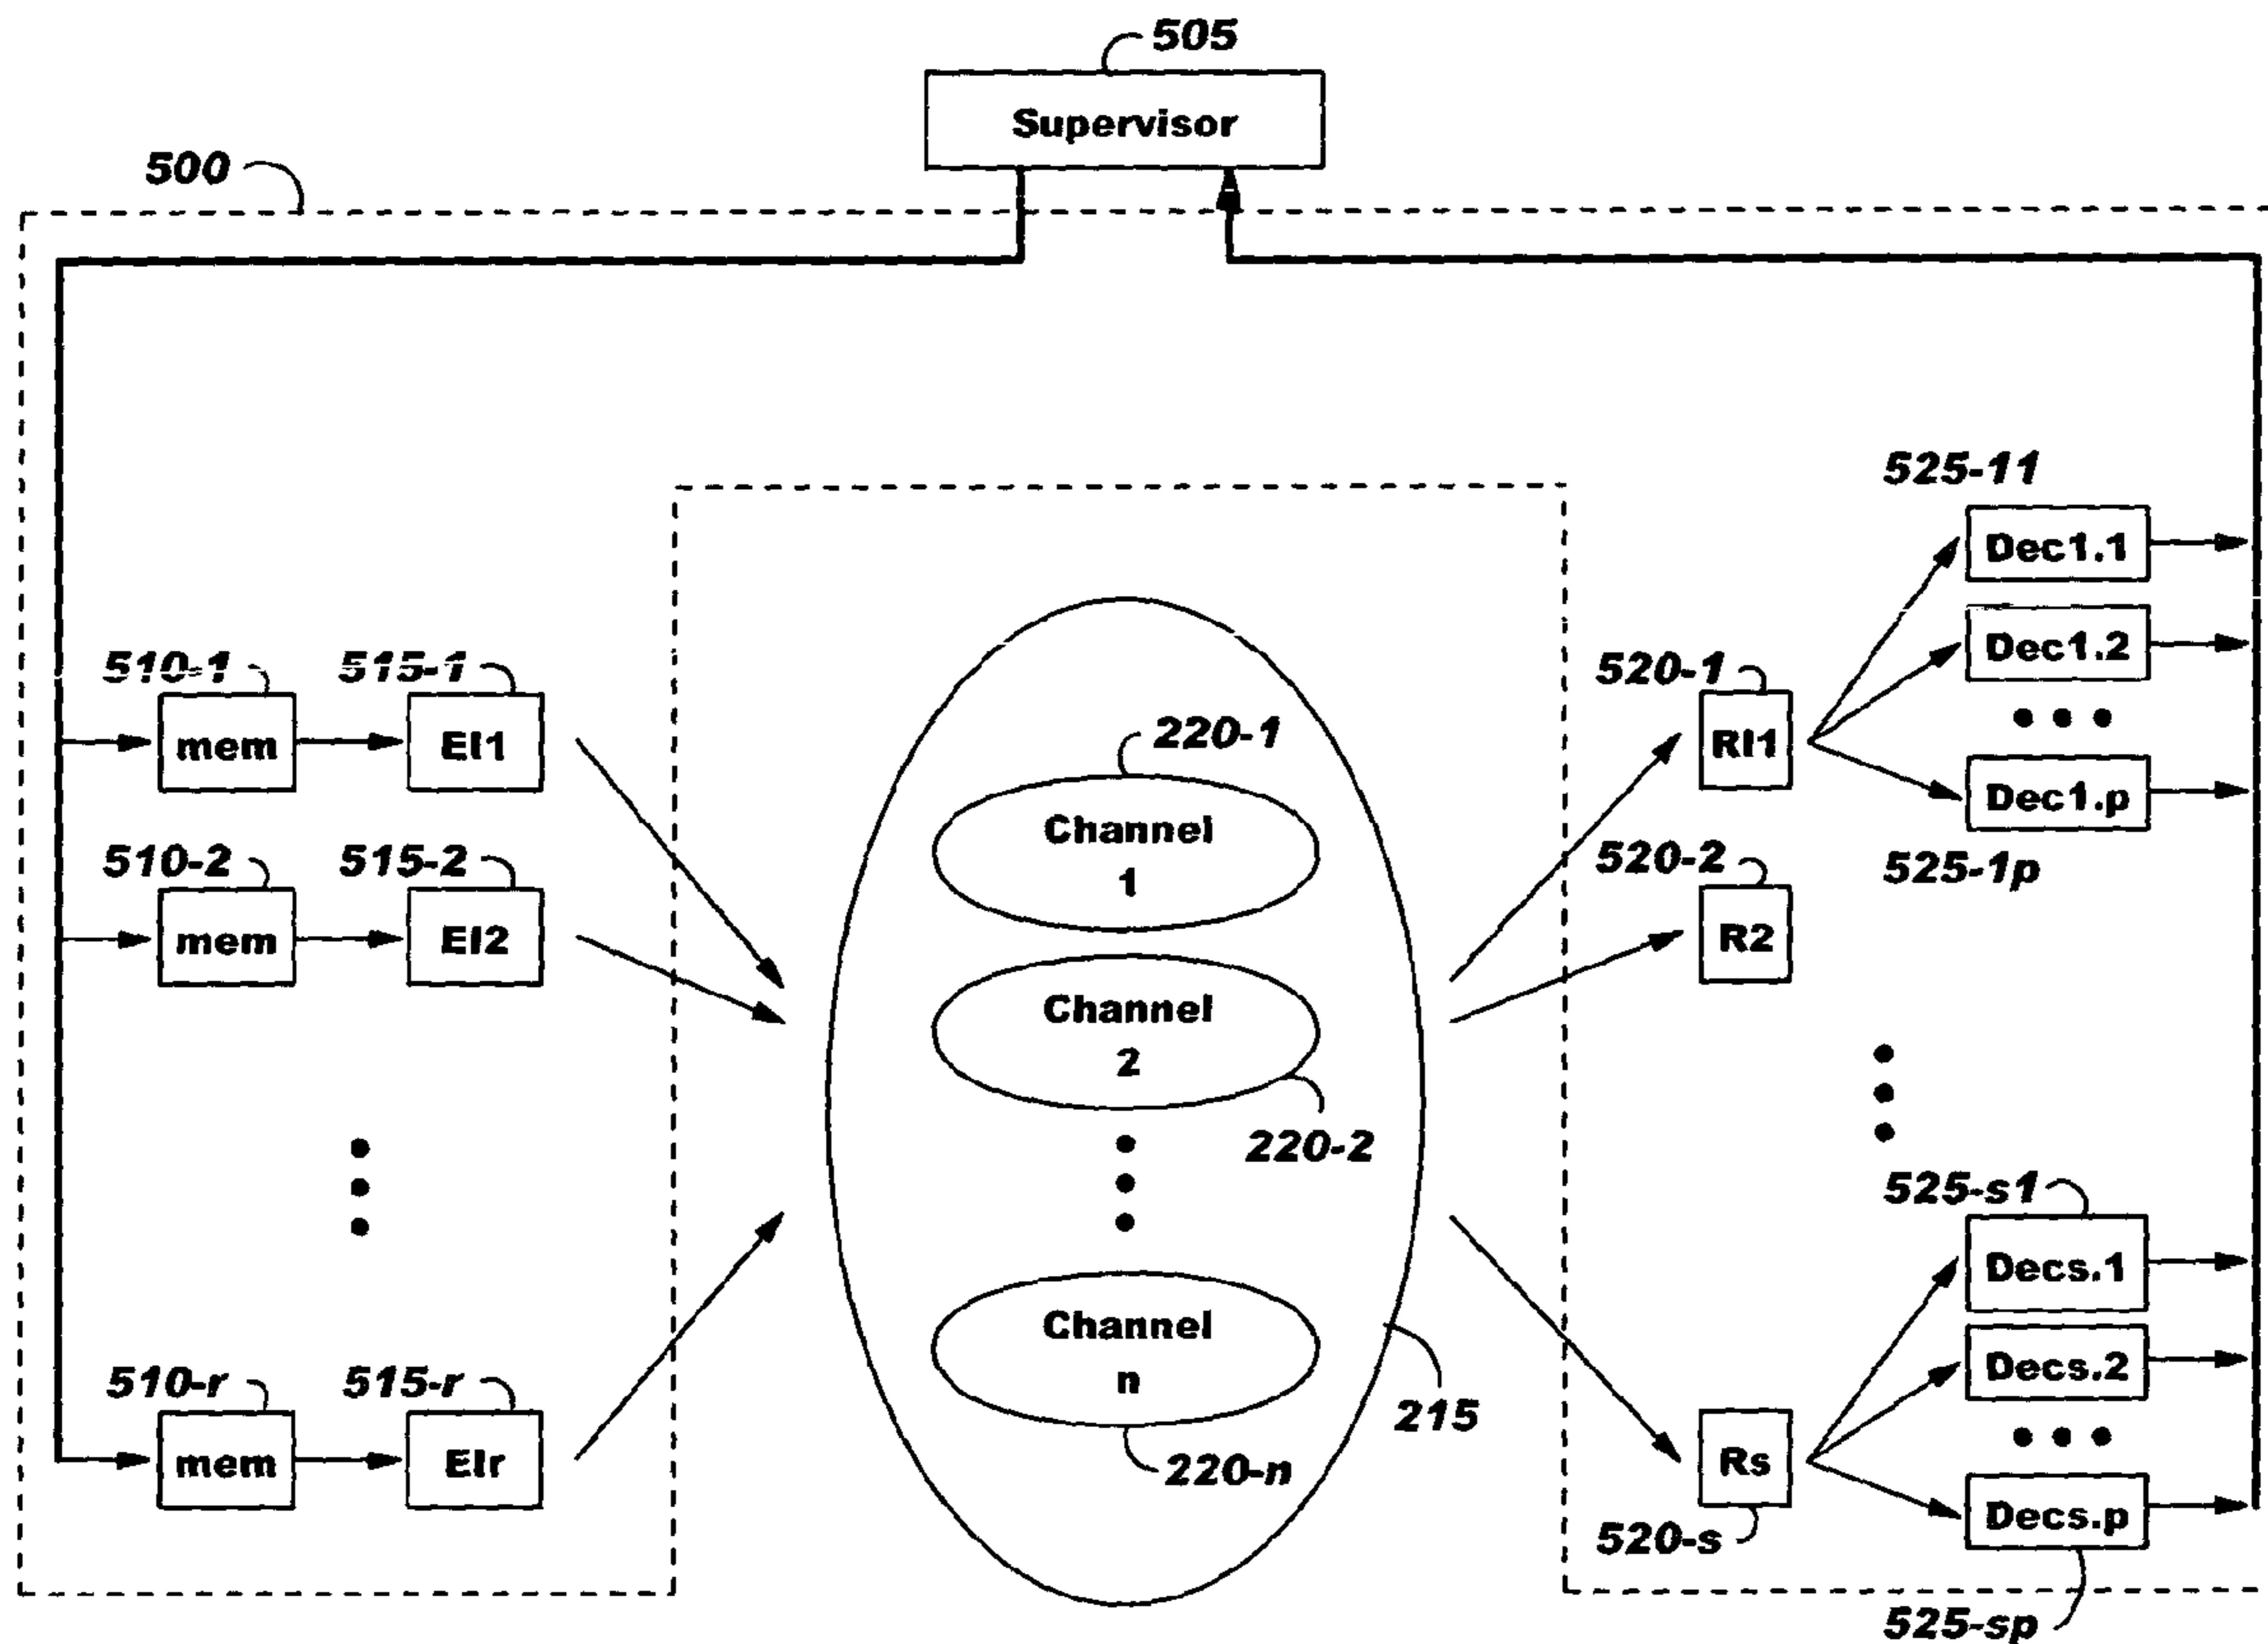 505
Supervisor
500
525-11
Dec1.1
Dec1.2
510-1
515-1
520-1
mem
EI1
RI1
Dec1.p
220-1
Channel
1
510-2
515-2
520-2
525-1p
mem
EI2
R2
Channel
2
220-2
525-s1
Decs.1
Channel
n
Decs.2
510-r
515-r
215
mem
EIr
220-n
Rs
Decs.p
520-s
525-sp